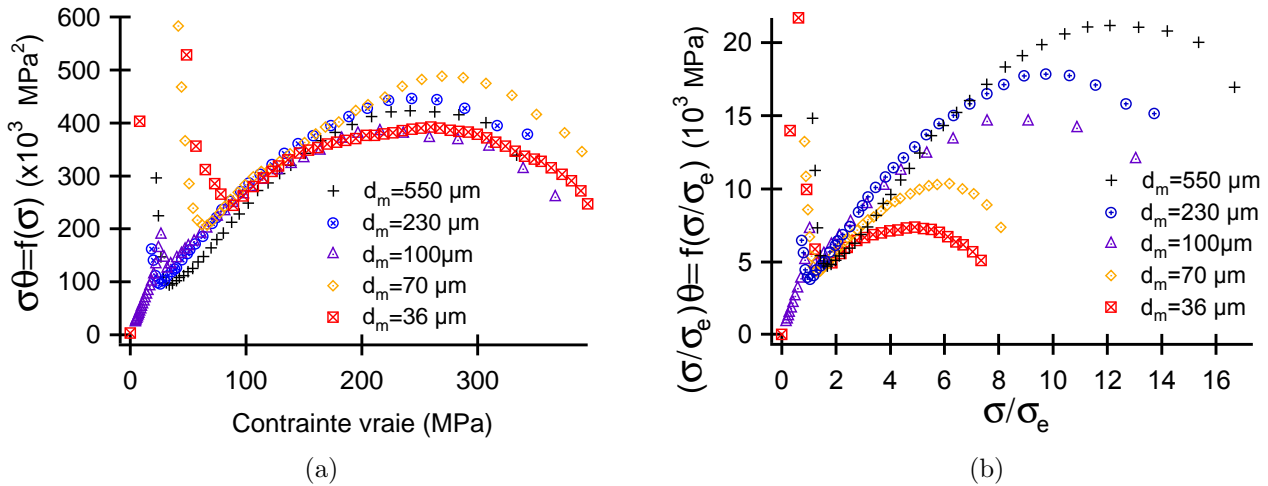 σθ=f(σ) (x10³ MPa²)
600
500
400
300
200
100
0
d_m=550 µm
d_m=230 µm
d_m=100µm
d_m=70 µm
d_m=36 µm
0 100 200 300
Contrainte vraie (MPa)
(a)
(σ/σ_e)θ=f(σ/σ_e) (10³ MPa)
20
15
10
5
0
d_m=550 µm
d_m=230 µm
d_m=100µm
d_m=70 µm
d_m=36 µm
0 2 4 6 8 10 12 14 16
σ/σ_e
(b)